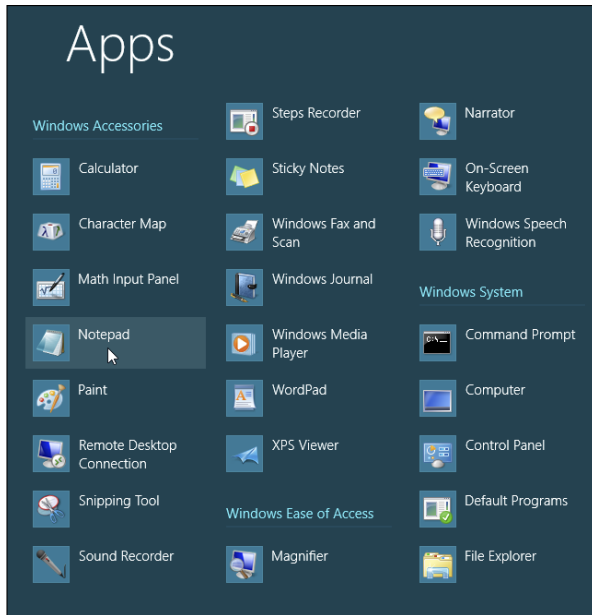 Apps
Windows Accessories
Calculator
Character Map
Math Input Panel
Notepad
Paint
Remote Desktop
Connection
Snipping Tool
Sound Recorder
Steps Recorder
Sticky Notes
Windows Fax and
Scan
Windows Journal
Windows Media
Player
WordPad
XPS Viewer
Windows Ease of Access
Magnifier
Narrator
On-Screen
Keyboard
Windows Speech
Recognition
Windows System
Command Prompt
Computer
Control Panel
Default Programs
File Explorer